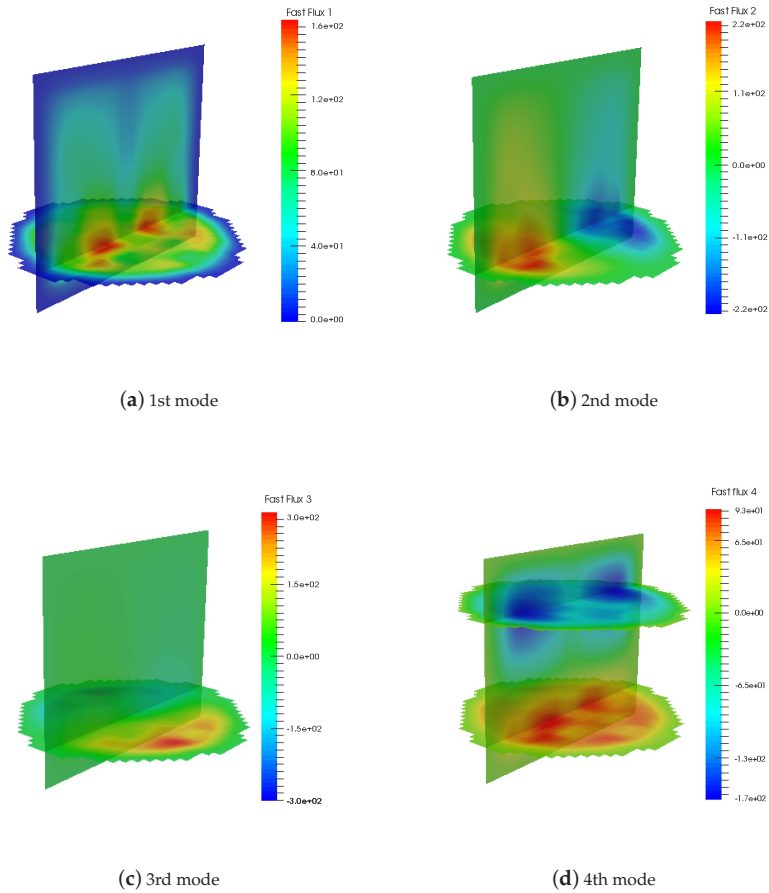 Fast Flux 1
1.6e+02
1.2e+02
8.0e+01
4.0e+01
0.0e+00
Fast Flux 2
2.2e+02
1.1e+02
0.0e+00
-1.1e+02
-2.2e+02
(a) 1st mode
(b) 2nd mode
Fast Flux 3
3.0e+02
1.5e+02
0.0e+00
-1.5e+02
-3.0e+02
Fast flux 4
9.3e+01
6.5e+01
0.0e+00
-6.5e+01
-1.3e+02
-1.7e+02
(c) 3rd mode
(d) 4th mode